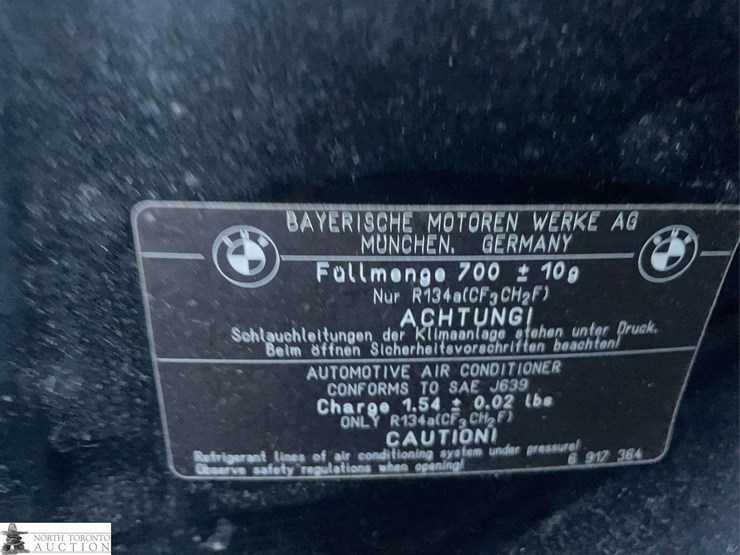 BAYERISCHE MOTOREN WERKE AG
MÜNCHEN, GERMANY
BMW BMW
Füllmenge 700 ± 10g
Nur R134a(CF3CH2F)
ACHTUNG!
Schlauchleitungen der Klimaanlage stehen unter Druck.
Beim öffnen Sicherheitsvorschriften beachten!
AUTOMOTIVE AIR CONDITIONER
CONFORMS TO SAE J639
Charge 1.54 ± 0.02 lbs
ONLY R134a(CF3CH2F)
CAUTION!
Refrigerant lines of air conditioning system under pressure!
Observe safety regulations when opening!
6 917 364
NORTH TORONTO
AUCTION